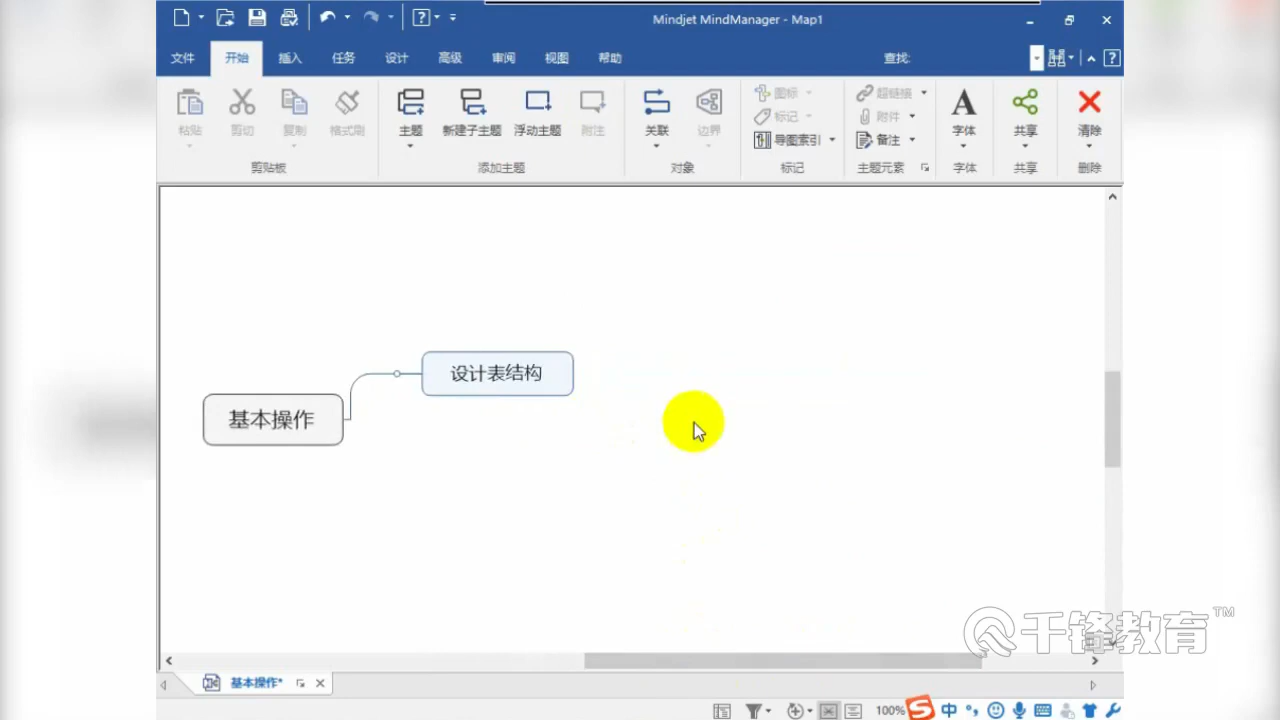 Mindjet MindManager - Map1
文件 开始 插入 任务 设计 高级 审阅 视图 帮助 查找:
粘贴 剪切 复制 格式刷 主题 新建子主题 浮动主题 附注 关联 边界 图标 标记 导图索引 超链接 附件 备注 A 字体 共享 清除
剪贴板 添加主题 对象 标记 主题元素 字体 共享 删除
设计表结构
基本操作
千锋教育™
基本操作*
100% 中